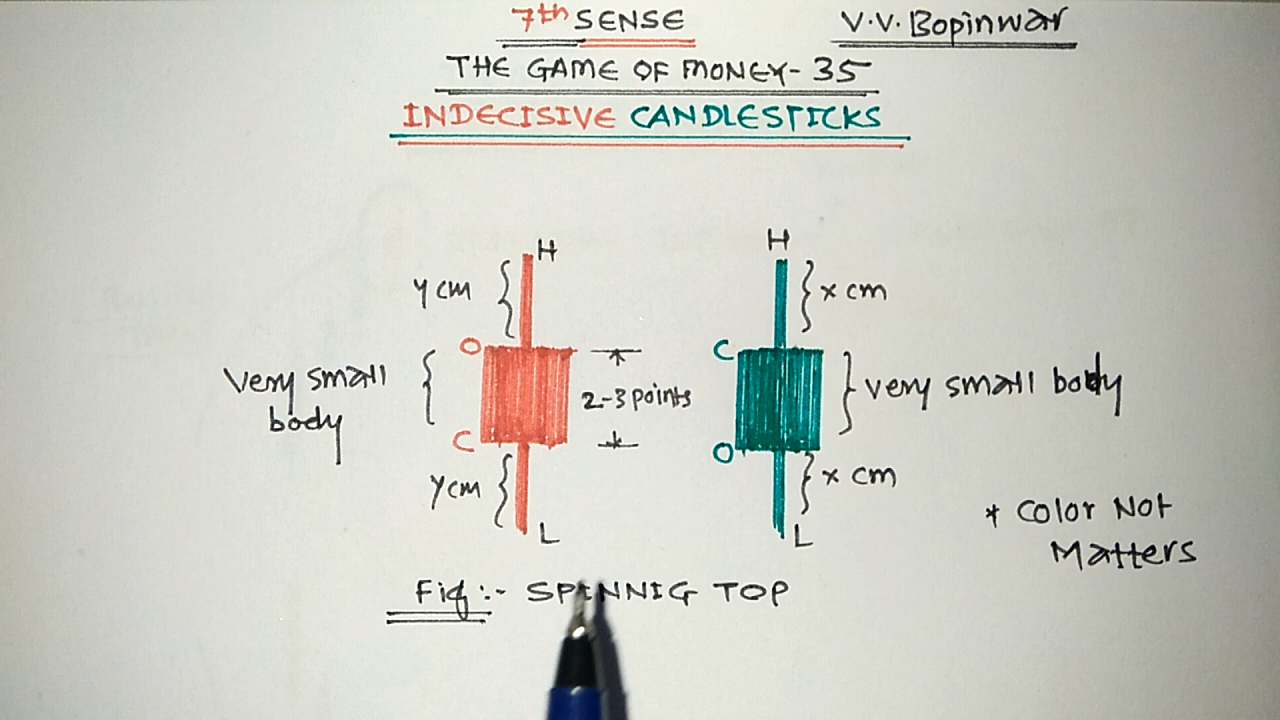 7th SENSE
V.V. Bopinwar
THE GAME OF MONEY-35
INDECISIVE CANDLESTICKS
H
H
y cm
x cm
O
C
Very small
body
2-3 points
very small body
C
O
y cm
x cm
L
L
* Color Not
Matters
Fig:- SPINNIG TOP